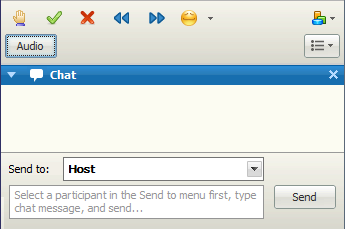 Audio
Chat
Send to: Host
Select a participant in the Send to menu first, type
chat message, and send...
Send